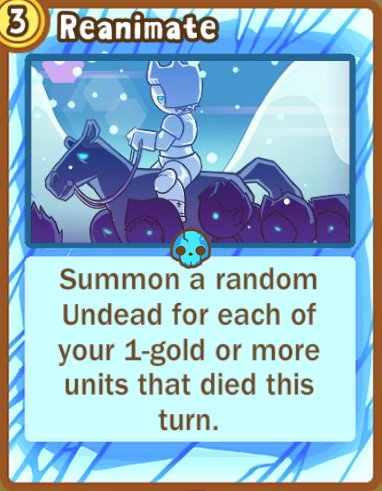 3
Reanimate
Summon a random
Undead for each of
your 1-gold or more
units that died this
turn.